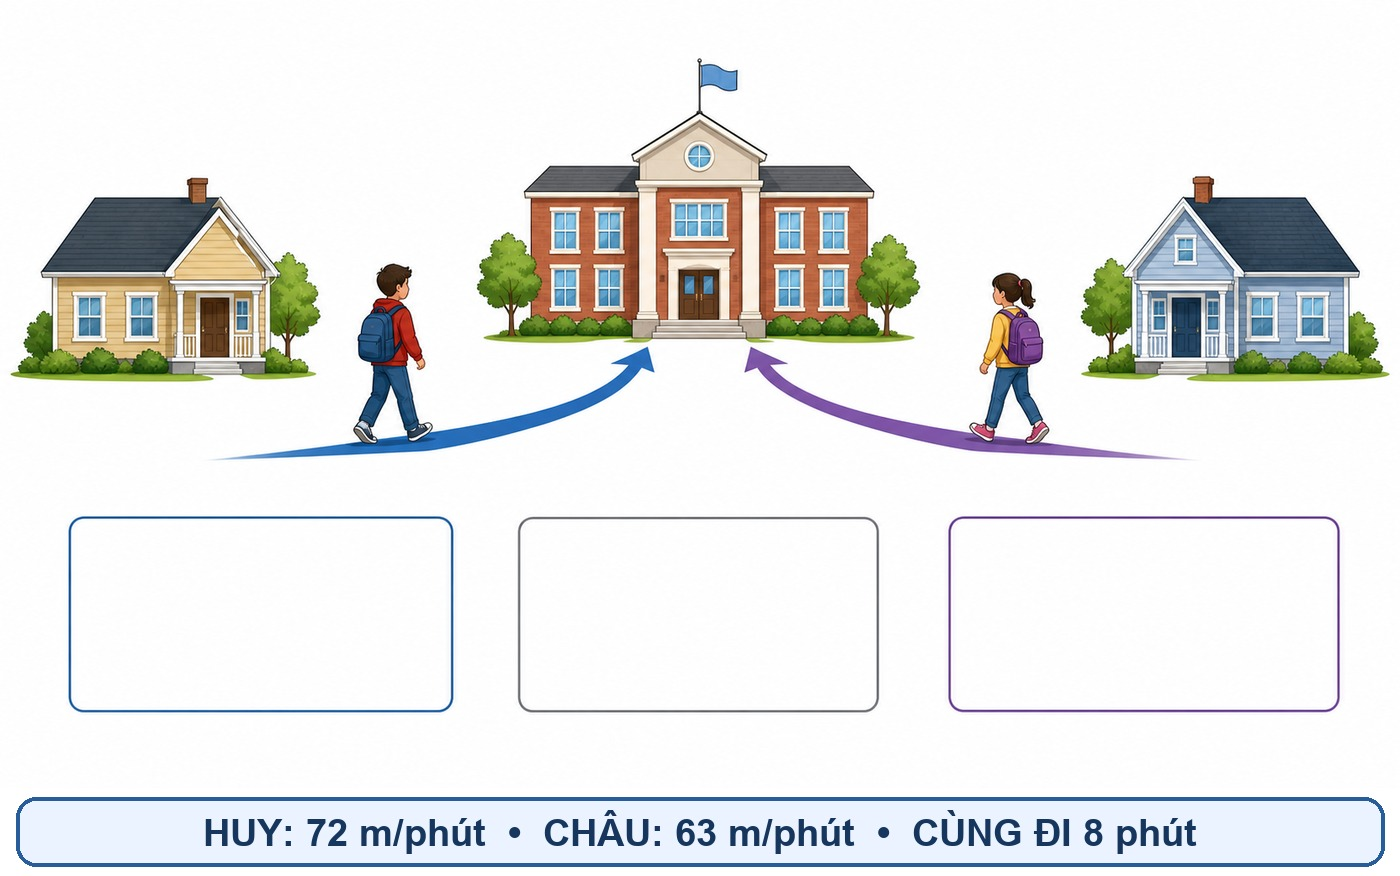 HUY: 72 m/phút • CHÂU: 63 m/phút • CÙNG ĐI 8 phút